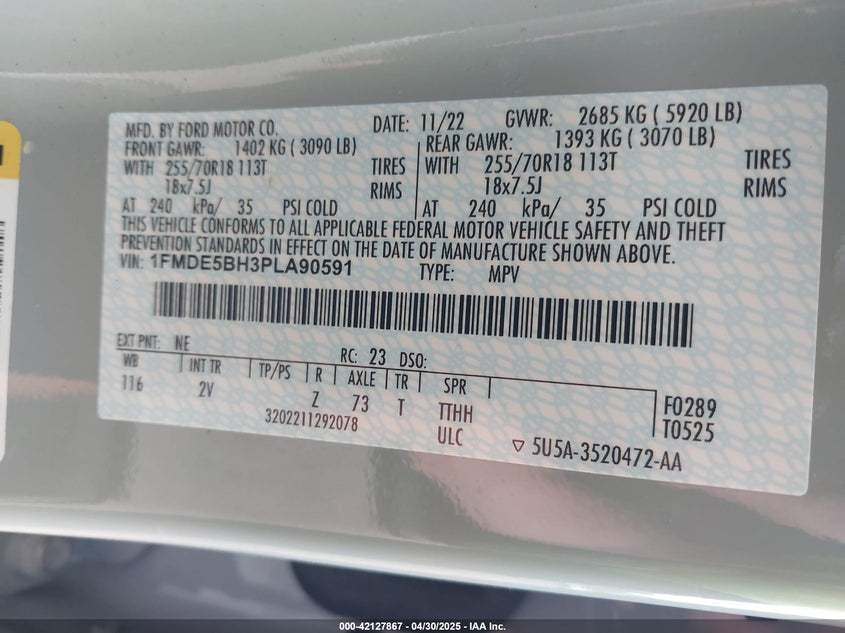 MFD. BY FORD MOTOR CO. DATE: 11/22 GVWR: 2685 KG ( 5920 LB)
FRONT GAWR: 1402 KG ( 3090 LB) REAR GAWR: 1393 KG ( 3070 LB)
WITH 255/70R18 113T TIRES WITH 255/70R18 113T TIRES
18x7.5J RIMS 18x7.5J RIMS
AT 240 kPa/ 35 PSI COLD AT 240 kPa/ 35 PSI COLD
THIS VEHICLE CONFORMS TO ALL APPLICABLE FEDERAL MOTOR VEHICLE SAFETY AND THEFT
PREVENTION STANDARDS IN EFFECT ON THE DATE OF MANUFACTURE SHOWN ABOVE.
VIN: 1FMDE5BH3PLA90591 TYPE: MPV
EXT PNT: NE RC: 23 DSO:
WB INT TR TP/PS R AXLE TR SPR
116 2V Z 73 T TTHH F0289
3202211292078 ULC T0525
5U5A-3520472-AA
000-42127867 - 04/30/2025 - IAA Inc.